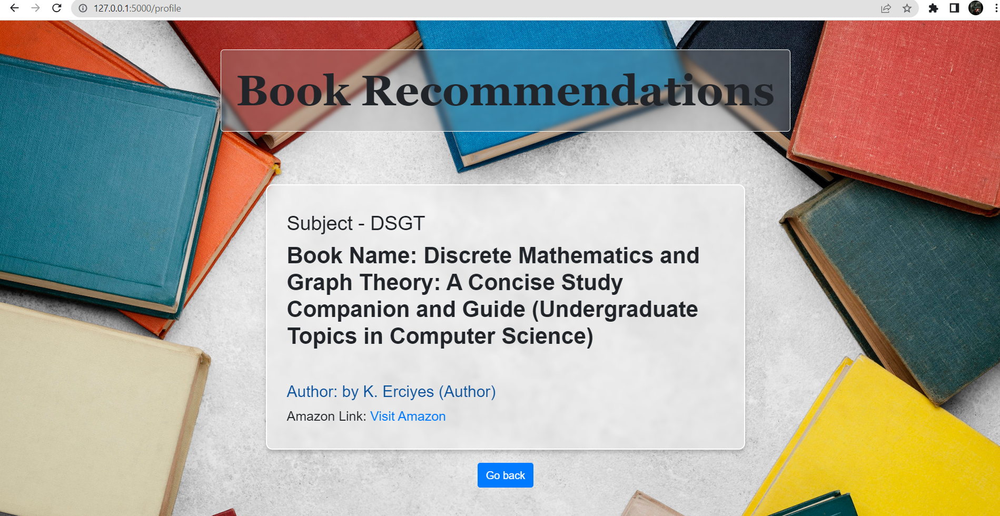 127.0.0.1:5000/profile
Book Recommendations
Subject - DSGT
Book Name: Discrete Mathematics and
Graph Theory: A Concise Study
Companion and Guide (Undergraduate
Topics in Computer Science)
Author: by K. Erciyes (Author)
Amazon Link: Visit Amazon
Go back